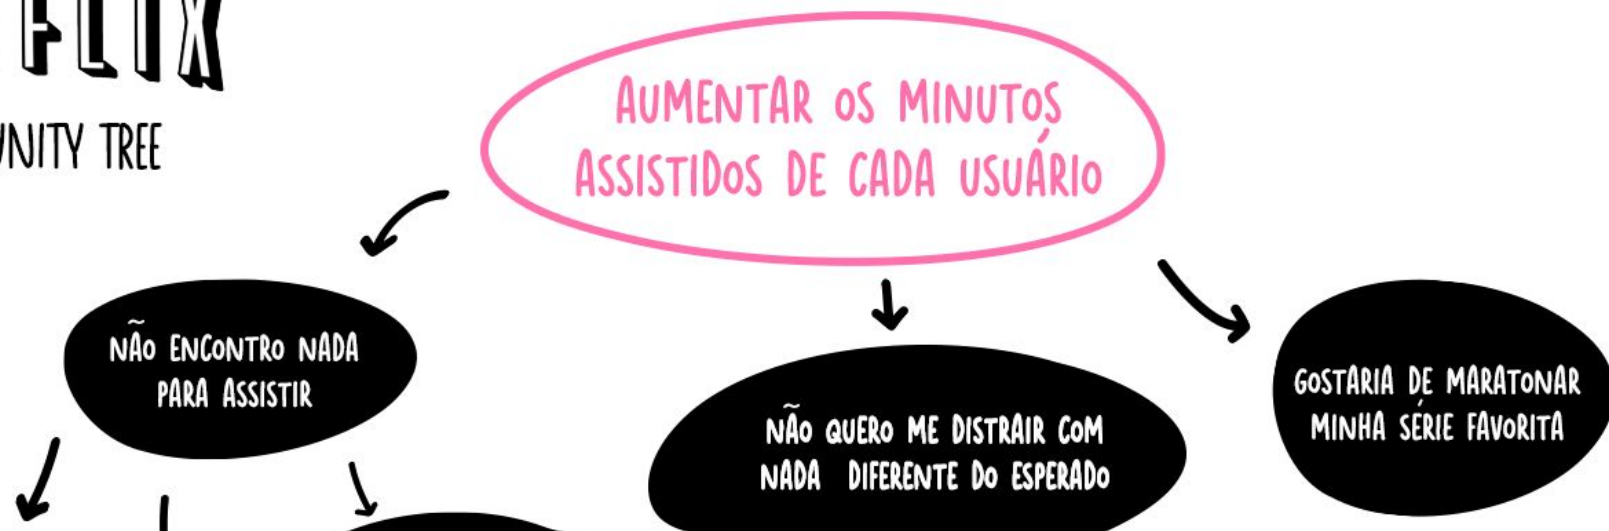 FLIX
UNITY TREE
AUMENTAR OS MINUTOS
ASSISTIDOS DE CADA USUÁRIO
NÃO ENCONTRO NADA
PARA ASSISTIR
NÃO QUERO ME DISTRAIR COM
NADA DIFERENTE DO ESPERADO
GOSTARIA DE MARATONAR
MINHA SÉRIE FAVORITA